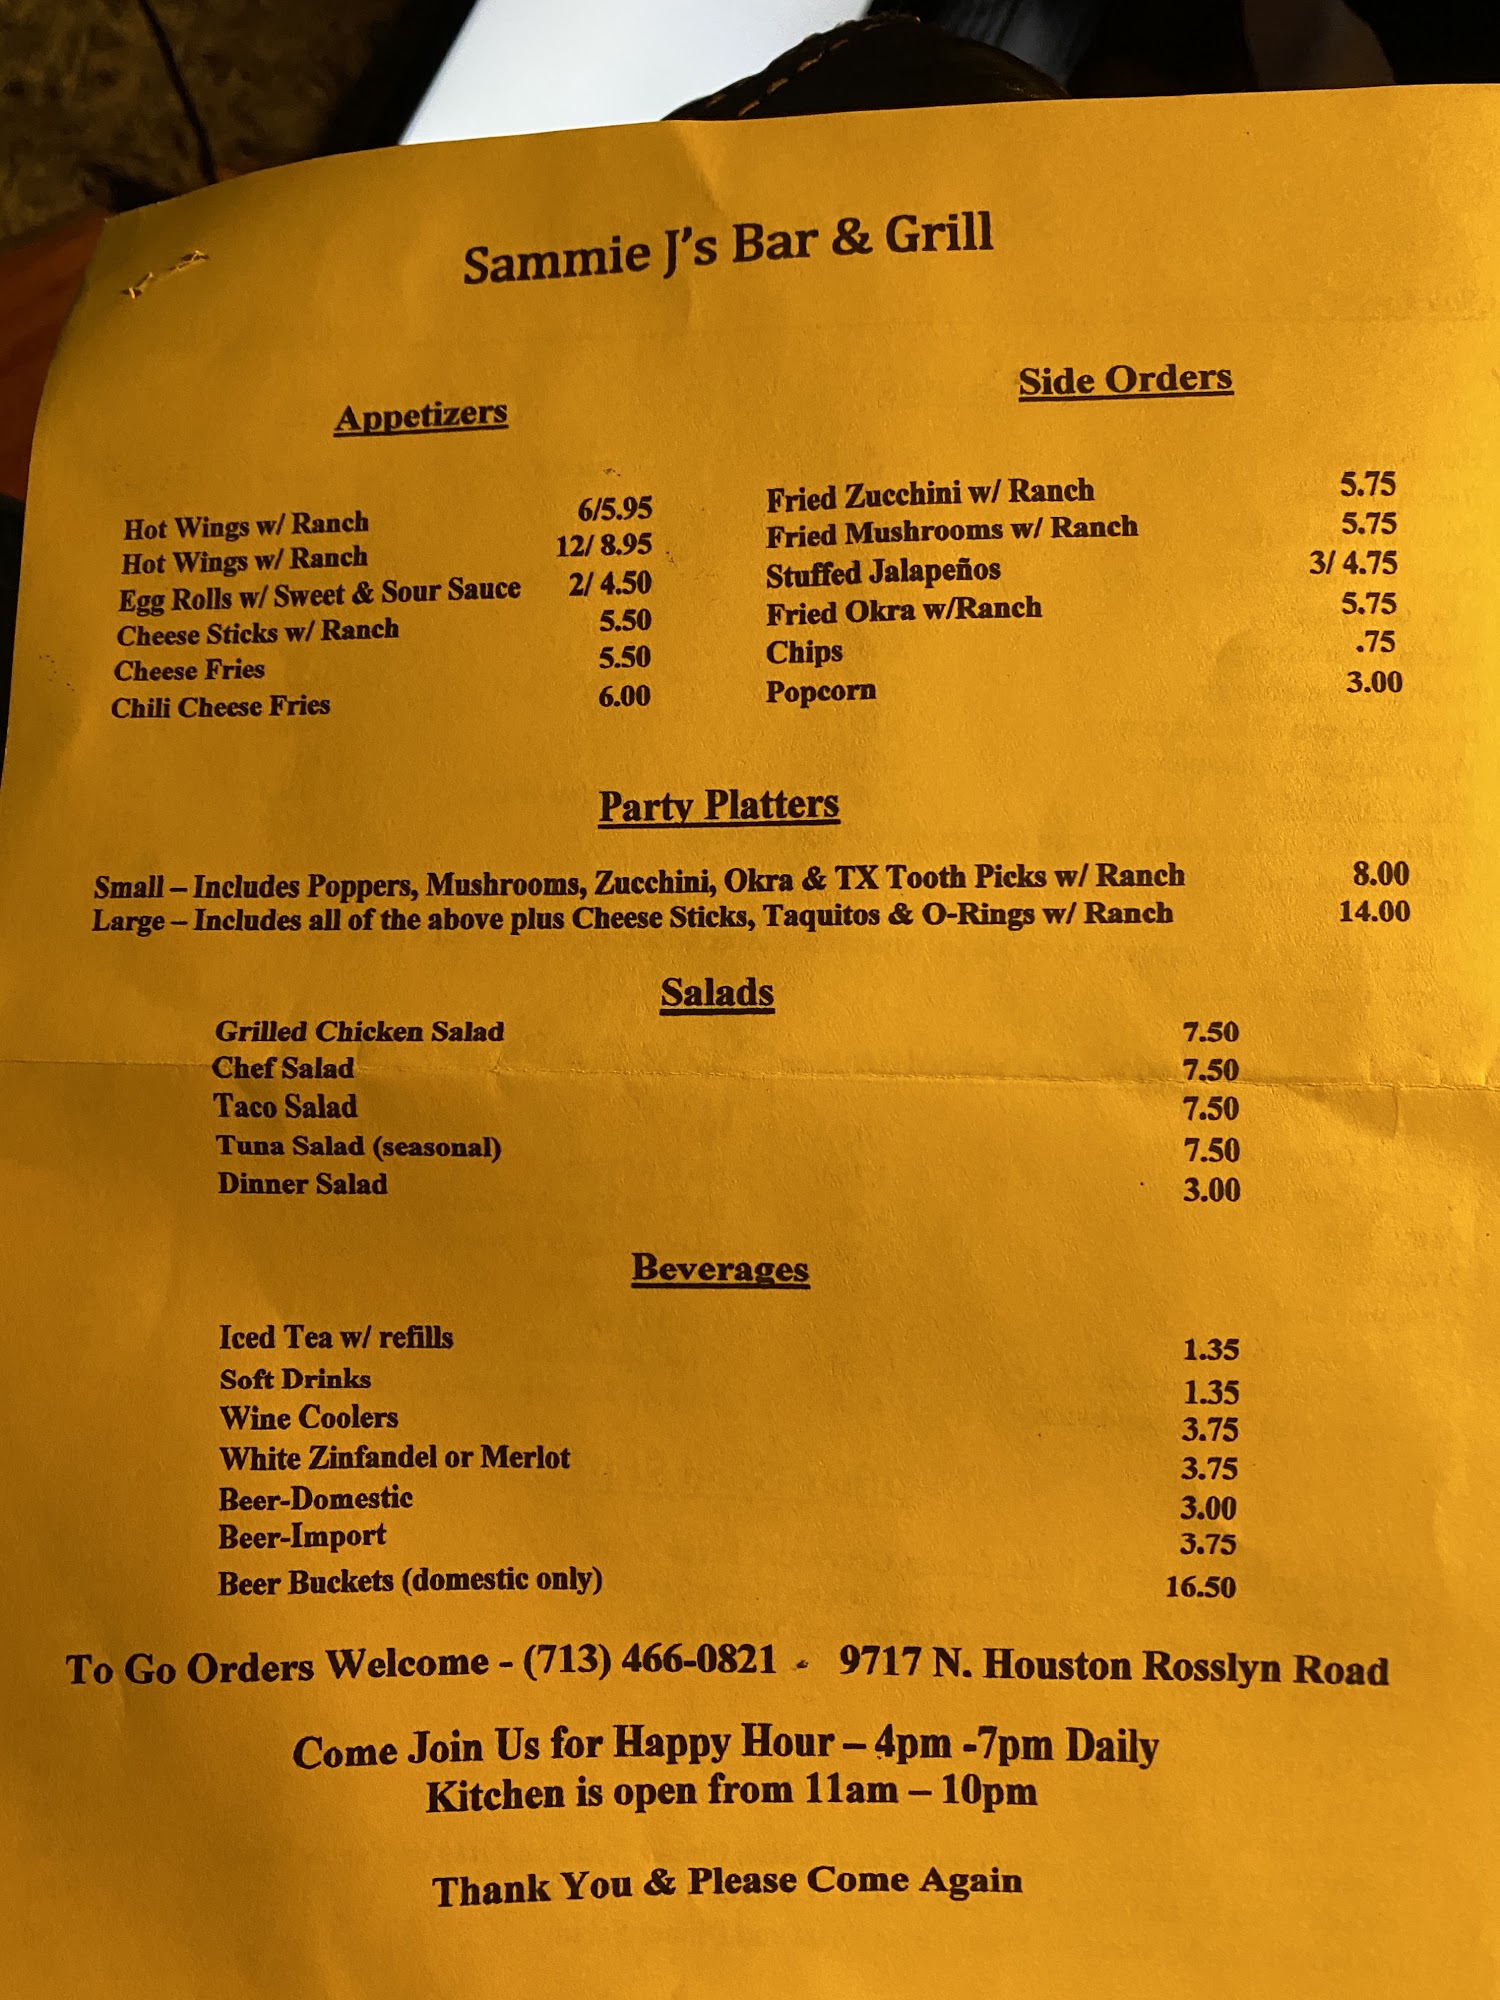 Sammie J's Bar & Grill
Appetizers
Hot Wings w/ Ranch 6/5.95
Hot Wings w/ Ranch 12/ 8.95
Egg Rolls w/ Sweet & Sour Sauce 2/ 4.50
Cheese Sticks w/ Ranch 5.50
Cheese Fries 5.50
Chili Cheese Fries 6.00
Side Orders
Fried Zucchini w/ Ranch 5.75
Fried Mushrooms w/ Ranch 5.75
Stuffed Jalapeños 3/ 4.75
Fried Okra w/Ranch 5.75
Chips .75
Popcorn 3.00
Party Platters
Small – Includes Poppers, Mushrooms, Zucchini, Okra & TX Tooth Picks w/ Ranch 8.00
Large – Includes all of the above plus Cheese Sticks, Taquitos & O-Rings w/ Ranch 14.00
Salads
Grilled Chicken Salad 7.50
Chef Salad 7.50
Taco Salad 7.50
Tuna Salad (seasonal) 7.50
Dinner Salad 3.00
Beverages
Iced Tea w/ refills 1.35
Soft Drinks 1.35
Wine Coolers 3.75
White Zinfandel or Merlot 3.75
Beer-Domestic 3.00
Beer-Import 3.75
Beer Buckets (domestic only) 16.50
To Go Orders Welcome - (713) 466-0821 - 9717 N. Houston Rosslyn Road
Come Join Us for Happy Hour – 4pm -7pm Daily
Kitchen is open from 11am – 10pm
Thank You & Please Come Again